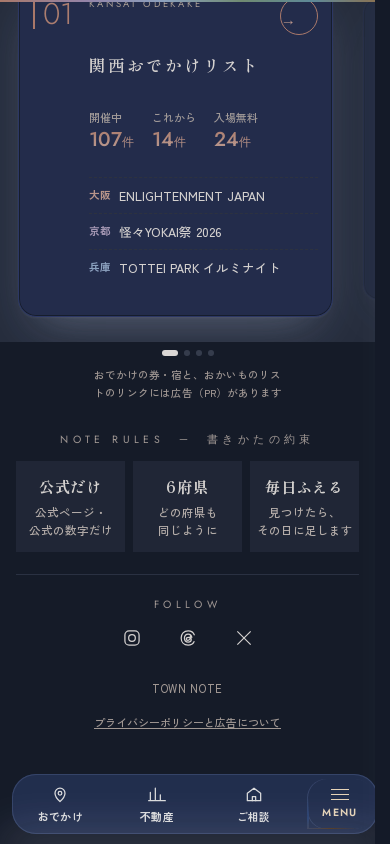 01
KANSAI ODEKAKE
→
関西おでかけリスト
開催中 これから 入場無料
107件 14件 24件
大阪 ENLIGHTENMENT JAPAN
京都 怪々YOKAI祭 2026
兵庫 TOTTEI PARK イルミナイト
おでかけの券・宿と、おかいものリス
トのリンクには広告（PR）があります
NOTE RULES — 書きかたの約束
公式だけ
公式ページ・
公式の数字だけ
6府県
どの府県も
同じように
毎日ふえる
見つけたら、
その日に足します
FOLLOW
TOWN NOTE
プライバシーポリシーと広告について
おでかけ 不動産 ご相談 MENU